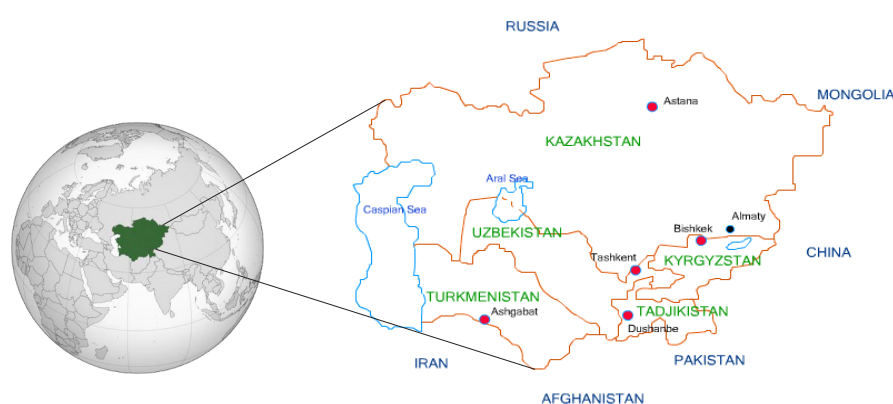 RUSSIA
MONGOLIA
Astana
KAZAKHSTAN
Aral Sea
Caspian Sea
Almaty
Bishkek
UZBEKISTAN
CHINA
Tashkent
KYRGYZSTAN
TURKMENISTAN
Ashgabat
TADJIKISTAN
Dushanbe
IRAN
PAKISTAN
AFGHANISTAN